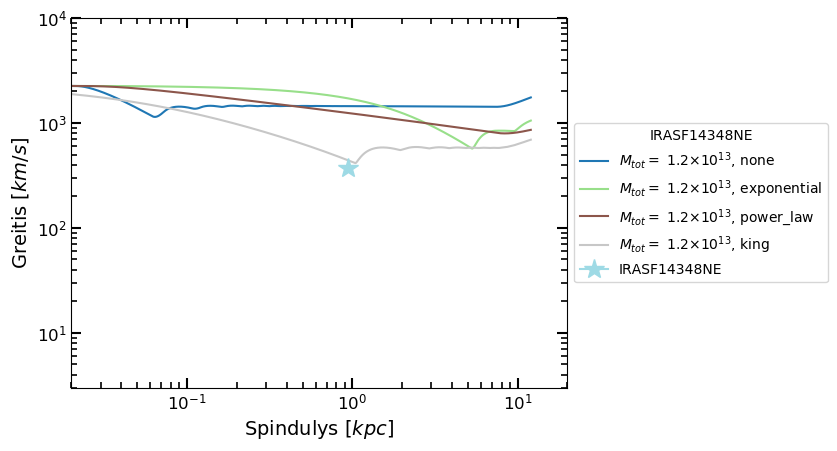 10⁴
10³
10² 
10¹
Greitis [km/s]
10⁻¹
10⁰
10¹
Spindulys [kpc]
IRASF14348NE
M_tot = 1.2×10¹³, none
M_tot = 1.2×10¹³, exponential
M_tot = 1.2×10¹³, power_law
M_tot = 1.2×10¹³, king
IRASF14348NE